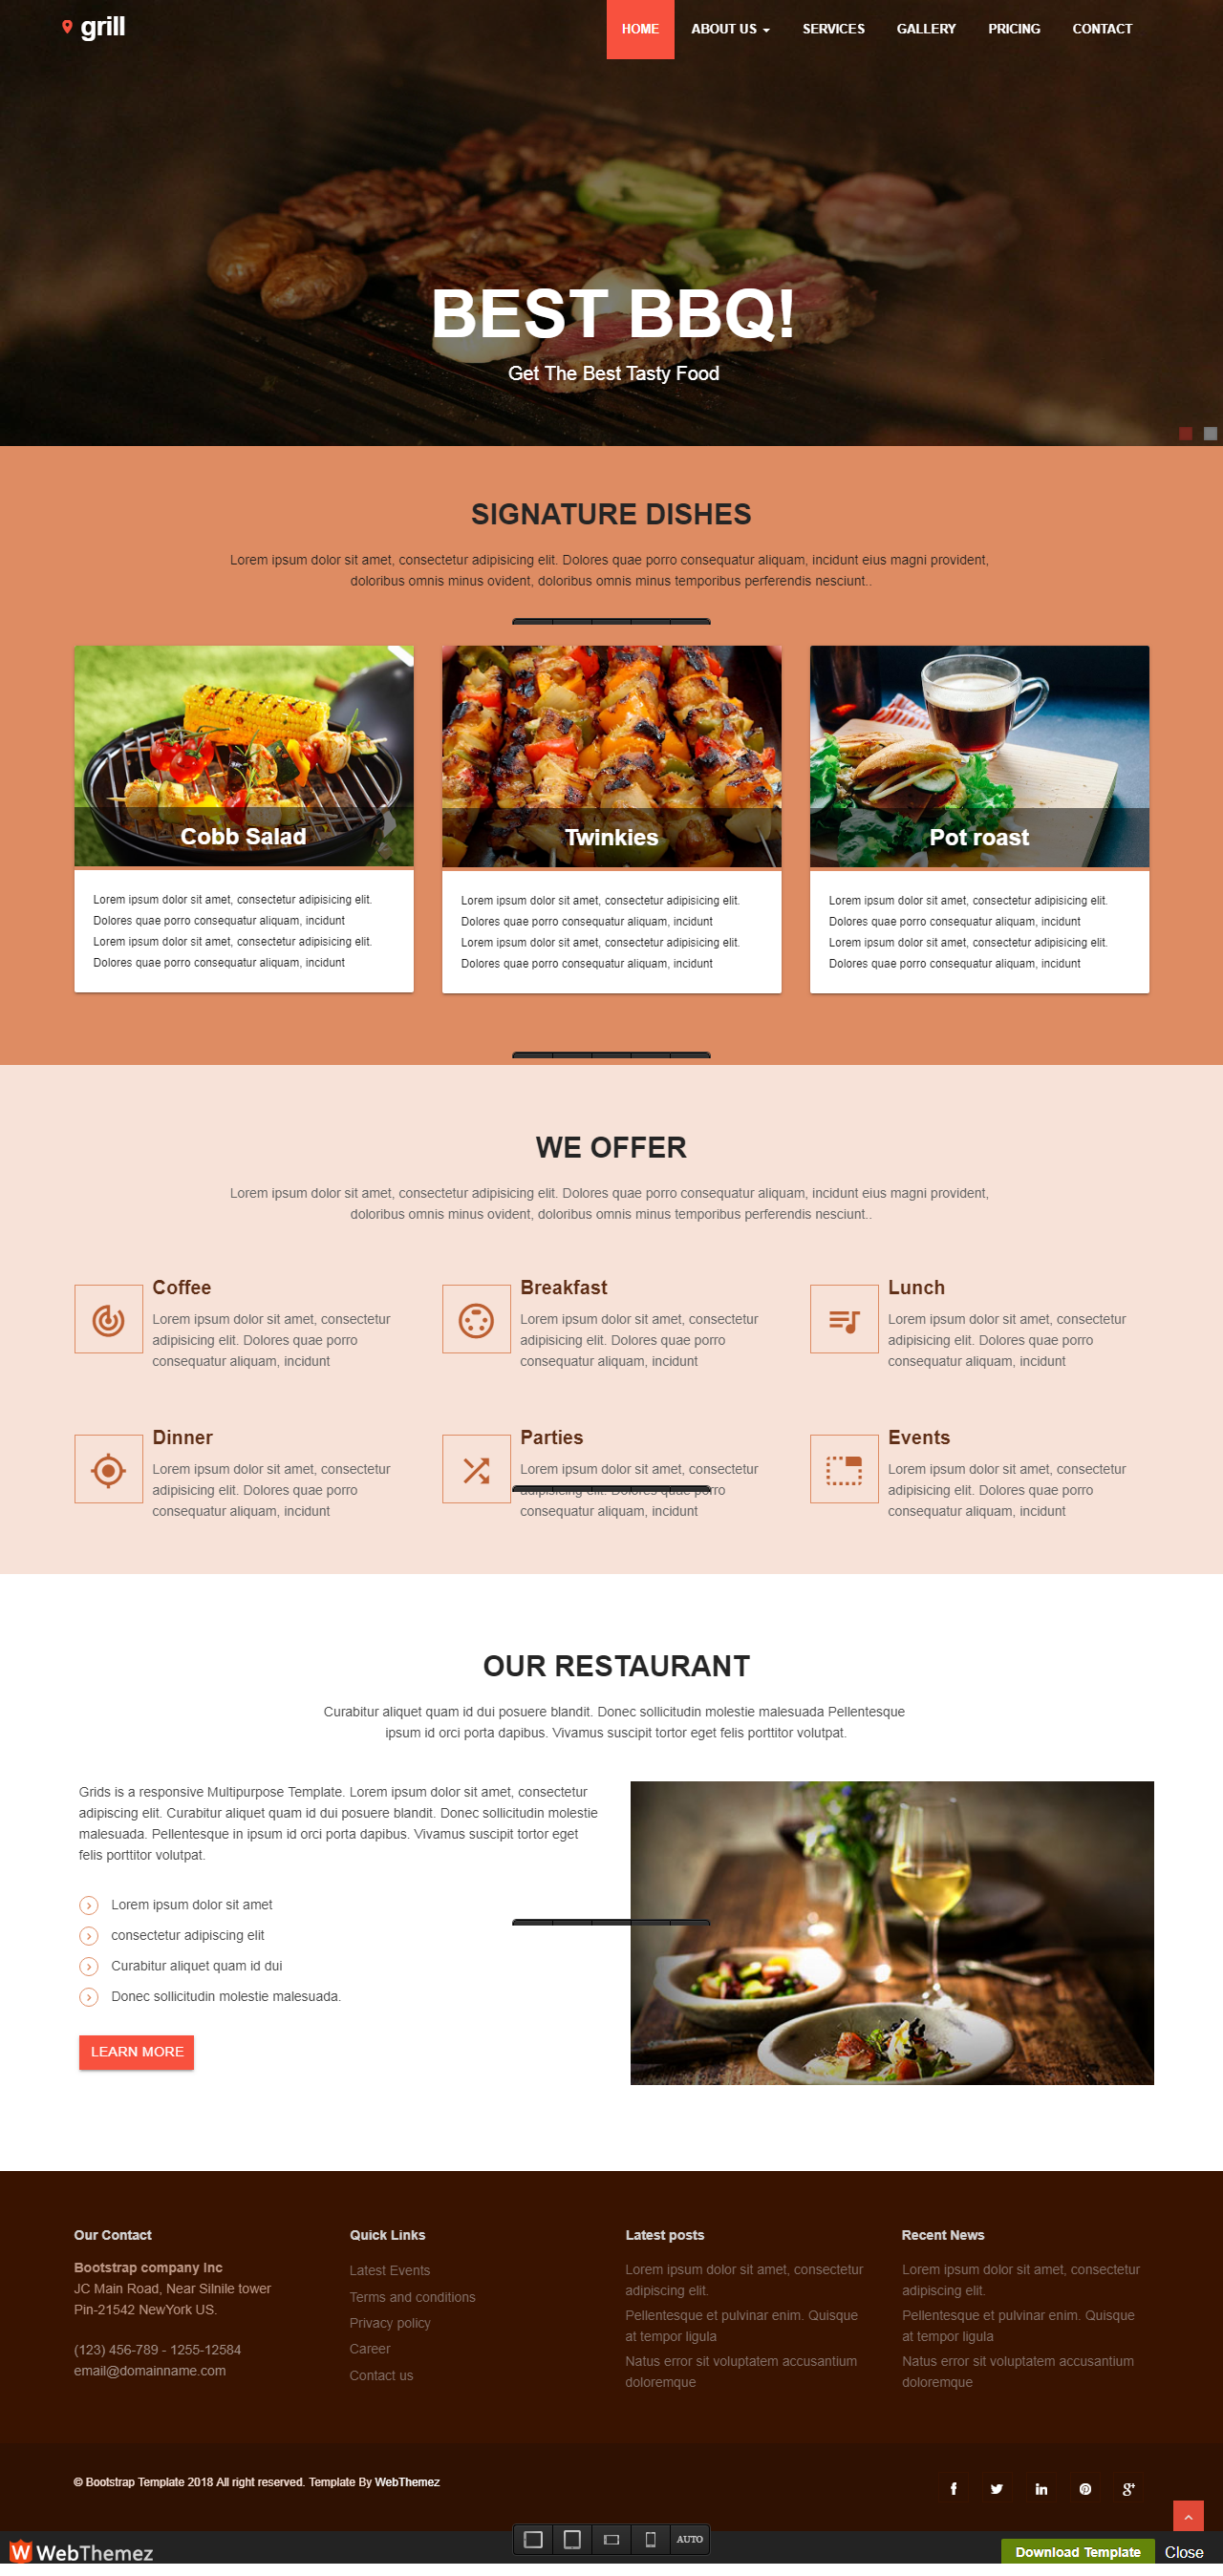 grill
HOME
ABOUT US
SERVICES
GALLERY
PRICING
CONTACT
BEST BBQ!
Get The Best Tasty Food
SIGNATURE DISHES
Lorem ipsum dolor sit amet, consectetur adipisicing elit. Dolores quae porro consequatur aliquam, incidunt eius magni provident,
doloribus omnis minus ovident, doloribus omnis minus temporibus perferendis nesciunt..
Cobb Salad
Lorem ipsum dolor sit amet, consectetur adipisicing elit.
Dolores quae porro consequatur aliquam, incidunt
Lorem ipsum dolor sit amet, consectetur adipisicing elit.
Dolores quae porro consequatur aliquam, incidunt
Twinkies
Lorem ipsum dolor sit amet, consectetur adipisicing elit.
Dolores quae porro consequatur aliquam, incidunt
Lorem ipsum dolor sit amet, consectetur adipisicing elit.
Dolores quae porro consequatur aliquam, incidunt
Pot roast
Lorem ipsum dolor sit amet, consectetur adipisicing elit.
Dolores quae porro consequatur aliquam, incidunt
Lorem ipsum dolor sit amet, consectetur adipisicing elit.
Dolores quae porro consequatur aliquam, incidunt
WE OFFER
Lorem ipsum dolor sit amet, consectetur adipisicing elit. Dolores quae porro consequatur aliquam, incidunt eius magni provident,
doloribus omnis minus ovident, doloribus omnis minus temporibus perferendis nesciunt..
Coffee
Lorem ipsum dolor sit amet, consectetur
adipisicing elit. Dolores quae porro
consequatur aliquam, incidunt
Breakfast
Lorem ipsum dolor sit amet, consectetur
adipisicing elit. Dolores quae porro
consequatur aliquam, incidunt
Lunch
Lorem ipsum dolor sit amet, consectetur
adipisicing elit. Dolores quae porro
consequatur aliquam, incidunt
Dinner
Lorem ipsum dolor sit amet, consectetur
adipisicing elit. Dolores quae porro
consequatur aliquam, incidunt
Parties
Lorem ipsum dolor sit amet, consectetur
adipisicing elit. Dolores quae porro
consequatur aliquam, incidunt
Events
Lorem ipsum dolor sit amet, consectetur
adipisicing elit. Dolores quae porro
consequatur aliquam, incidunt
OUR RESTAURANT
Curabitur aliquet quam id dui posuere blandit. Donec sollicitudin molestie malesuada Pellentesque
ipsum id orci porta dapibus. Vivamus suscipit tortor eget felis porttitor volutpat.
Grids is a responsive Multipurpose Template. Lorem ipsum dolor sit amet, consectetur
adipiscing elit. Curabitur aliquet quam id dui posuere blandit. Donec sollicitudin molestie
malesuada. Pellentesque in ipsum id orci porta dapibus. Vivamus suscipit tortor eget
felis porttitor volutpat.
Lorem ipsum dolor sit amet
consectetur adipiscing elit
Curabitur aliquet quam id dui
Donec sollicitudin molestie malesuada.
LEARN MORE
Our Contact
Bootstrap company Inc
JC Main Road, Near Silnile tower
Pin-21542 NewYork US.
(123) 456-789 - 1255-12584
email@domainname.com
Quick Links
Latest Events
Terms and conditions
Privacy policy
Career
Contact us
Latest posts
Lorem ipsum dolor sit amet, consectetur
adipiscing elit.
Pellentesque et pulvinar enim. Quisque
at tempor ligula
Natus error sit voluptatem accusantium
doloremque
Recent News
Lorem ipsum dolor sit amet, consectetur
adipiscing elit.
Pellentesque et pulvinar enim. Quisque
at tempor ligula
Natus error sit voluptatem accusantium
doloremque
© Bootstrap Template 2018 All right reserved. Template By WebThemez
WebThemez
AUTO
Download Template
Close